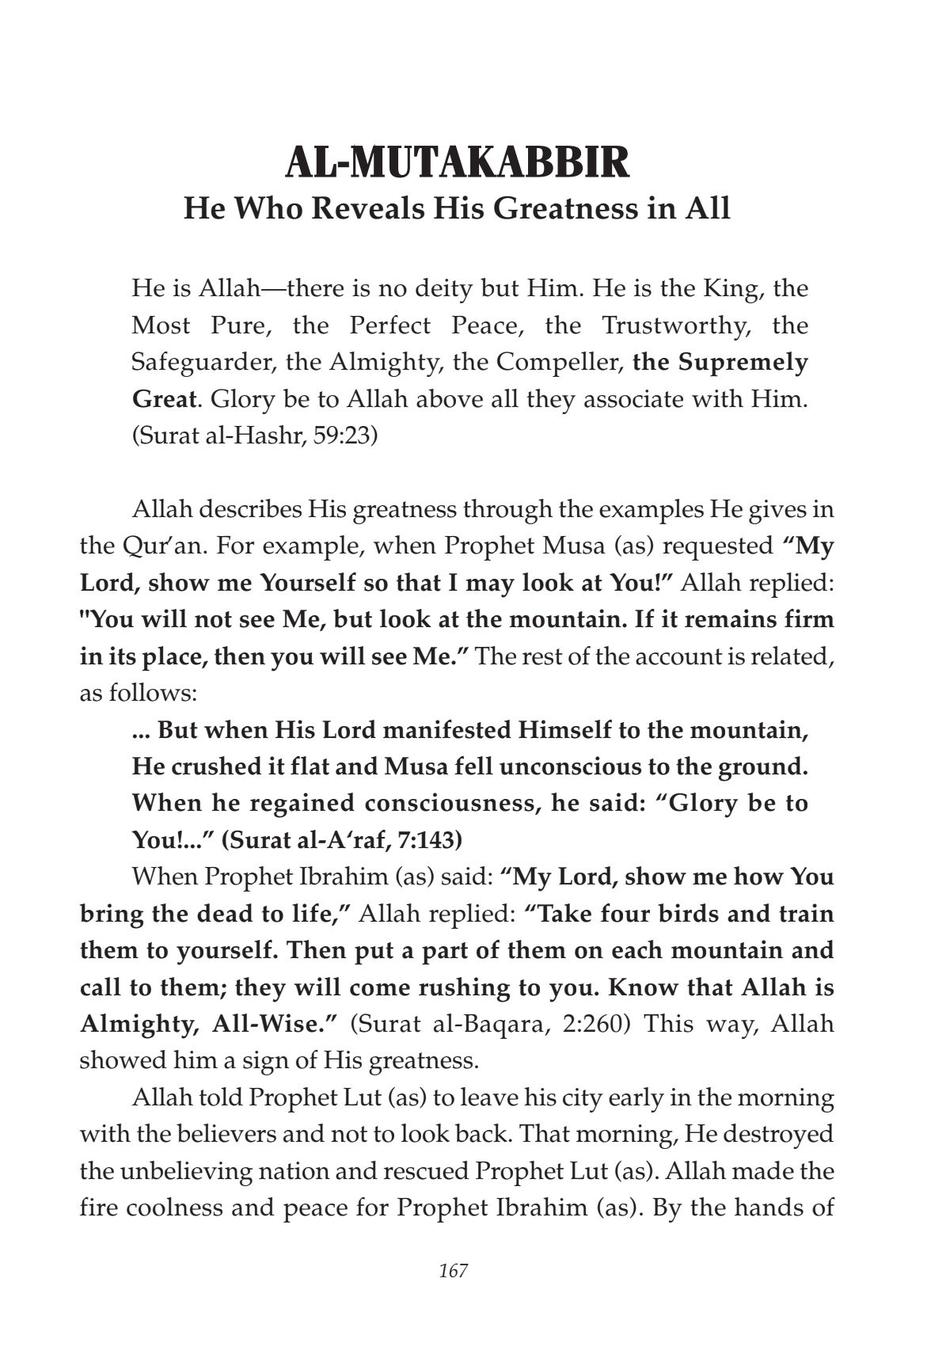 AL-MUTAKABBIR
He Who Reveals His Greatness in All
He is Allah—there is no deity but Him. He is the King, the
Most Pure, the Perfect Peace, the Trustworthy, the
Safeguarder, the Almighty, the Compeller, the Supremely
Great. Glory be to Allah above all they associate with Him.
(Surat al-Hashr, 59:23)
Allah describes His greatness through the examples He gives in
the Qur’an. For example, when Prophet Musa (as) requested “My
Lord, show me Yourself so that I may look at You!” Allah replied:
"You will not see Me, but look at the mountain. If it remains firm
in its place, then you will see Me.” The rest of the account is related,
as follows:
... But when His Lord manifested Himself to the mountain,
He crushed it flat and Musa fell unconscious to the ground.
When he regained consciousness, he said: “Glory be to
You!...” (Surat al-A‘raf, 7:143)
When Prophet Ibrahim (as) said: “My Lord, show me how You
bring the dead to life,” Allah replied: “Take four birds and train
them to yourself. Then put a part of them on each mountain and
call to them; they will come rushing to you. Know that Allah is
Almighty, All-Wise.” (Surat al-Baqara, 2:260) This way, Allah
showed him a sign of His greatness.
Allah told Prophet Lut (as) to leave his city early in the morning
with the believers and not to look back. That morning, He destroyed
the unbelieving nation and rescued Prophet Lut (as). Allah made the
fire coolness and peace for Prophet Ibrahim (as). By the hands of
167